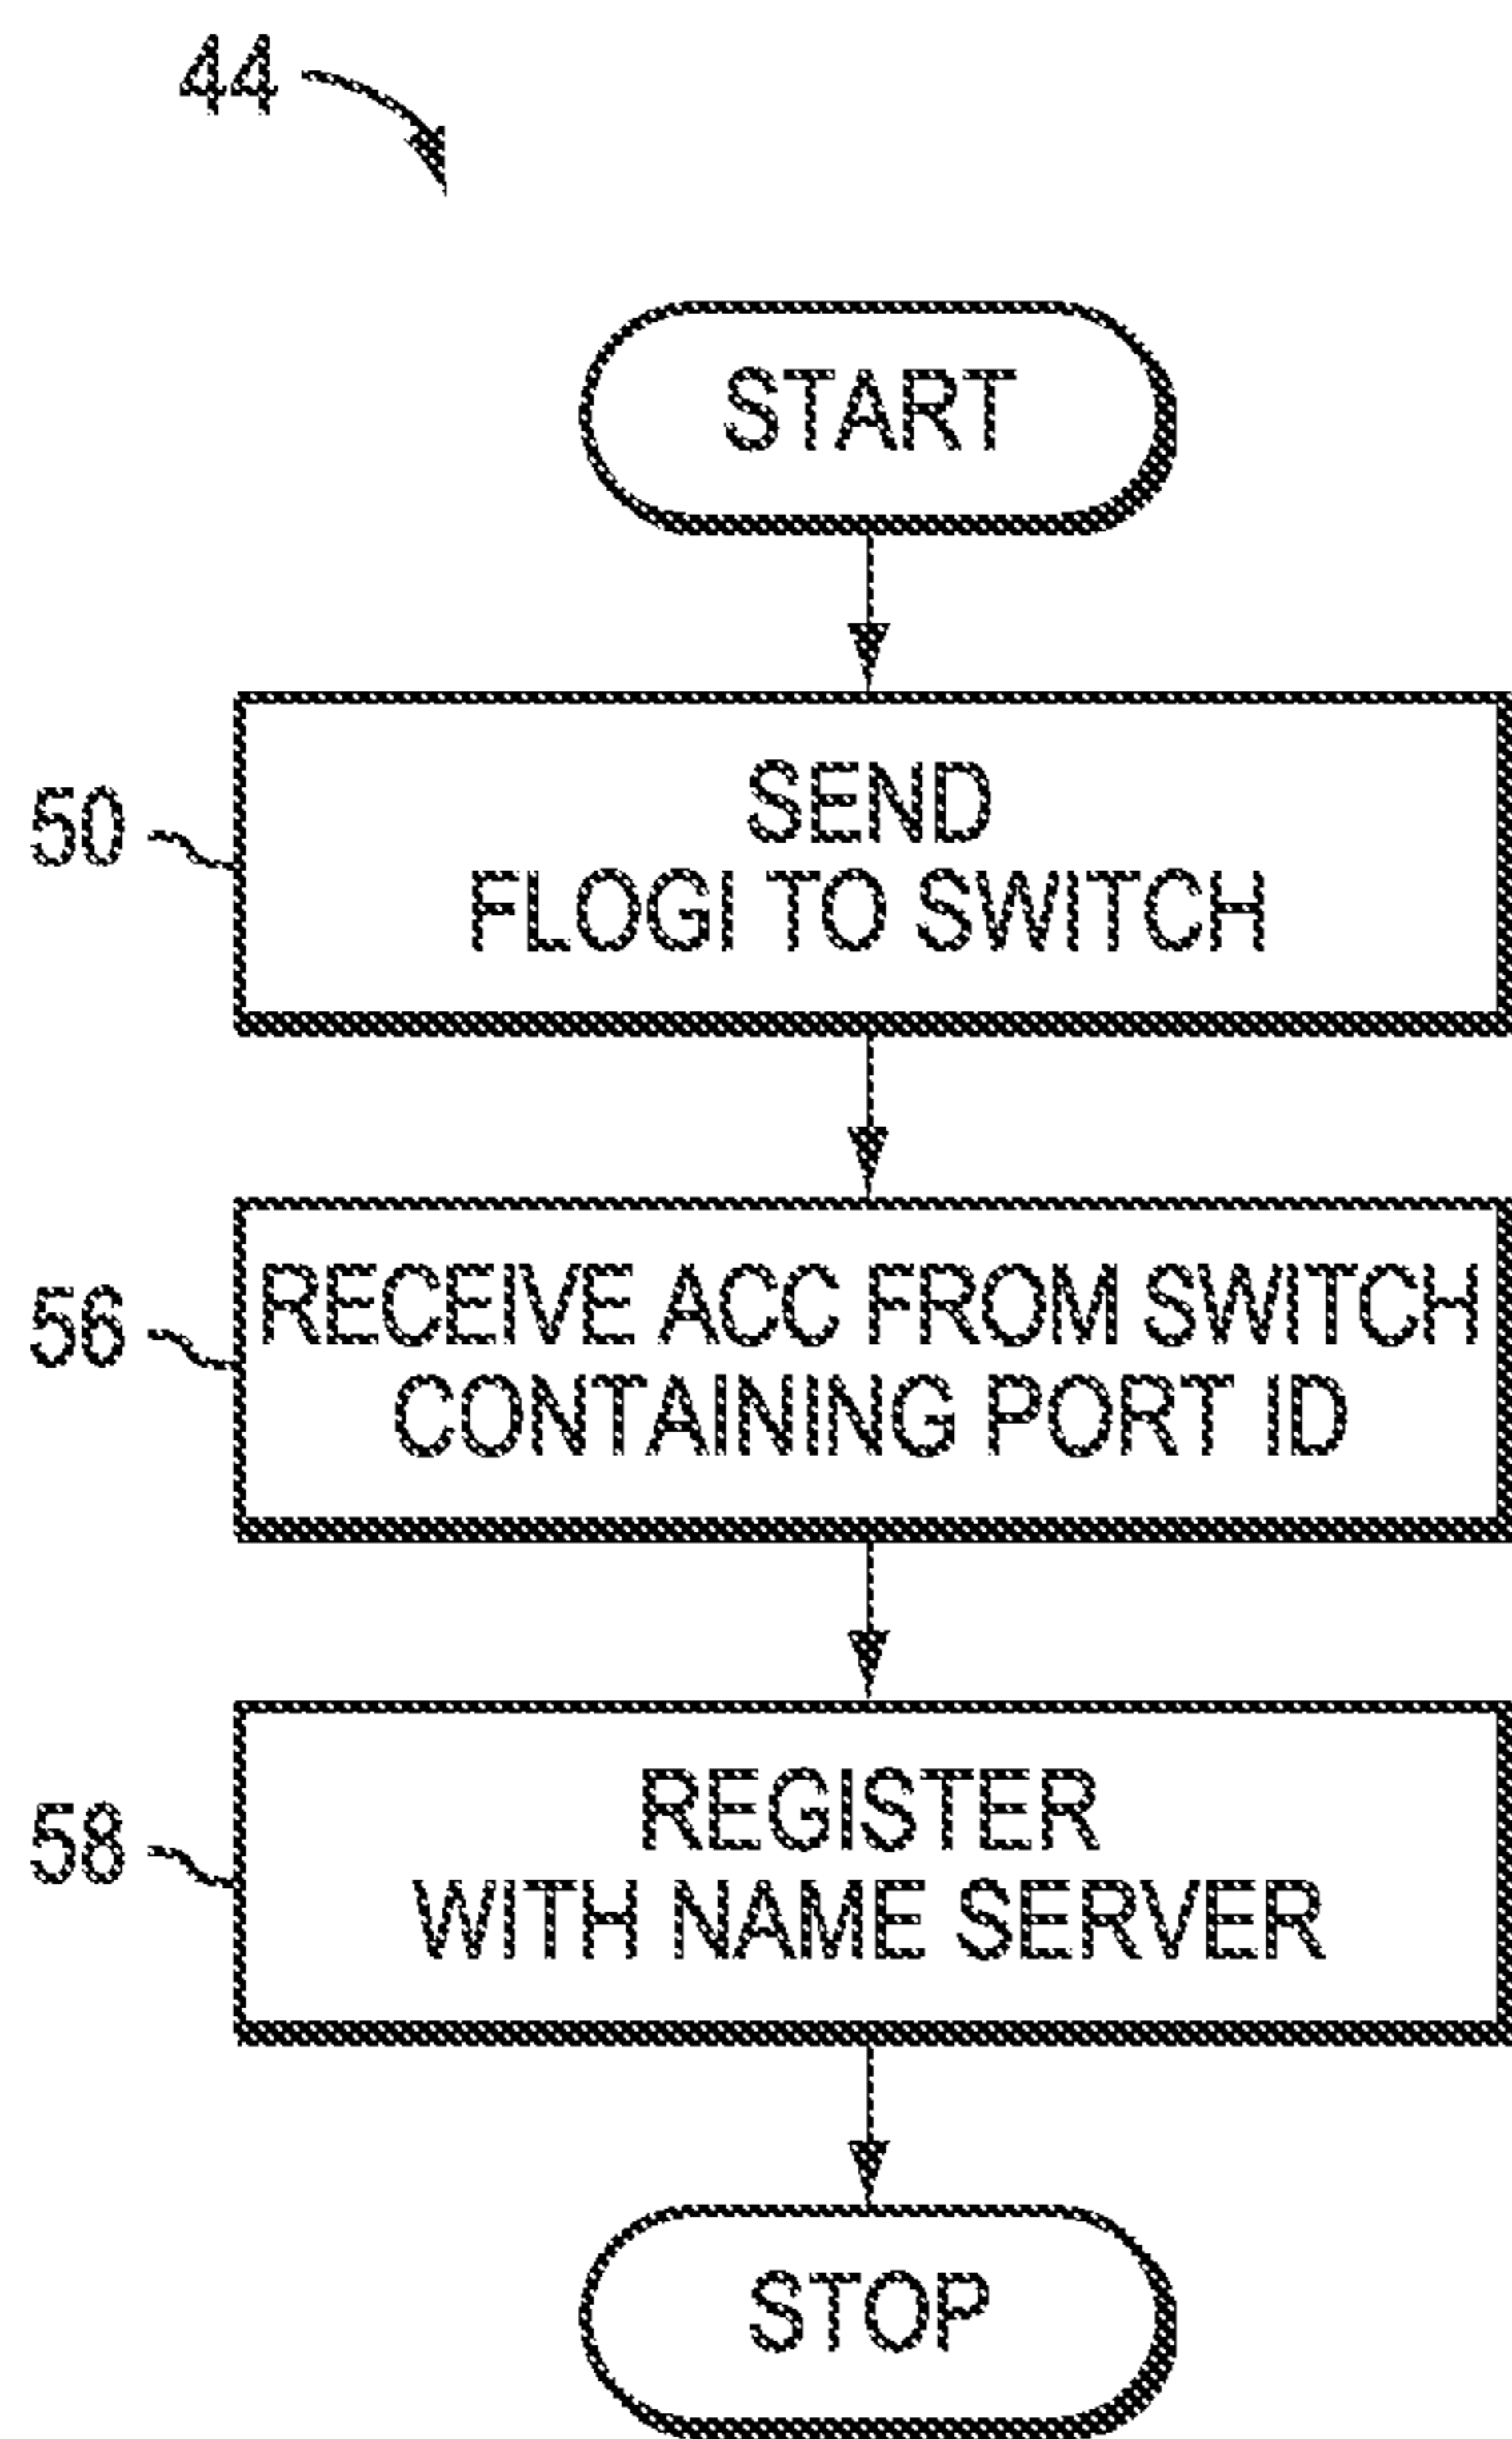 44
START
50
SEND
FLOGI TO SWITCH
56
RECEIVE ACC FROM SWITCH
CONTAINING PORT ID
58
REGISTER
WITH NAME SERVER
STOP